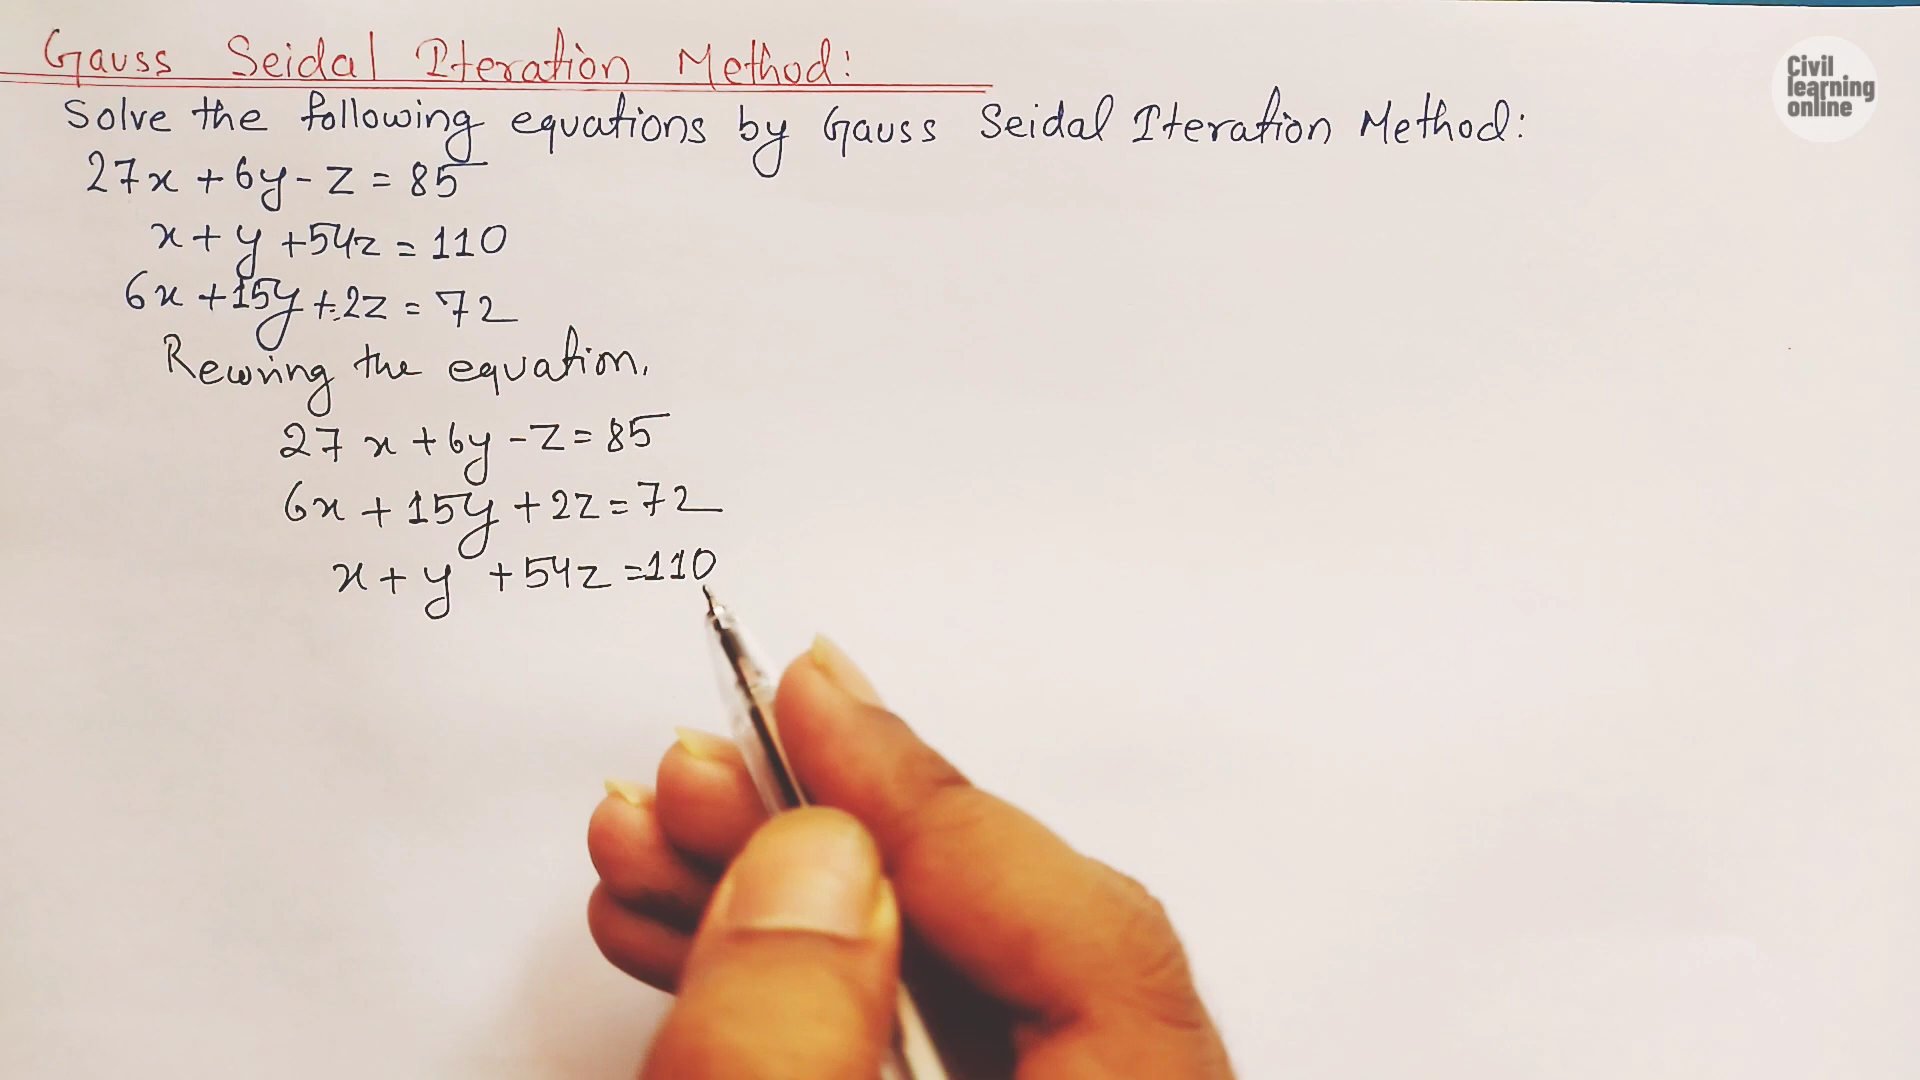 Gauss Seidal Iteration Method:
Solve the following equations by Gauss Seidal Iteration Method:
27x + 6y - z = 85
x + y + 54z = 110
6x + 15y + 2z = 72
Rewring the equation,
27x + 6y - z = 85
6x + 15y + 2z = 72
x + y + 54z = 110
Civil
learning
online